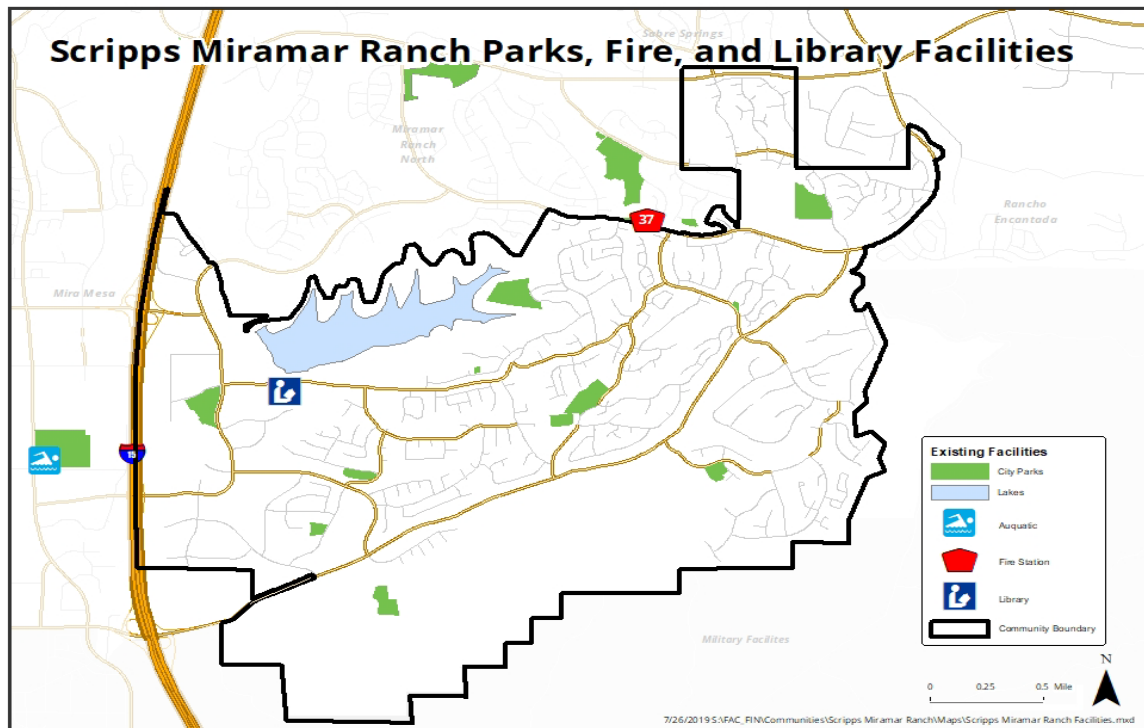 Sabre Springs
Scripps Miramar Ranch Parks, Fire, and Library Facilities
Miramar
Ranch
North
Rancho
Encantada
37
Mira Mesa
15
Existing Facilities
City Parks
Lakes
Auquatic
Fire Station
Library
Community Boundary
Military Facilites
N
0 0.25 0.5 Mile
7/26/2019 S:\FAC_FIN\Communities\Scripps Miramar Ranch\Maps\Scripps Miramar Ranch Facilities.mxd